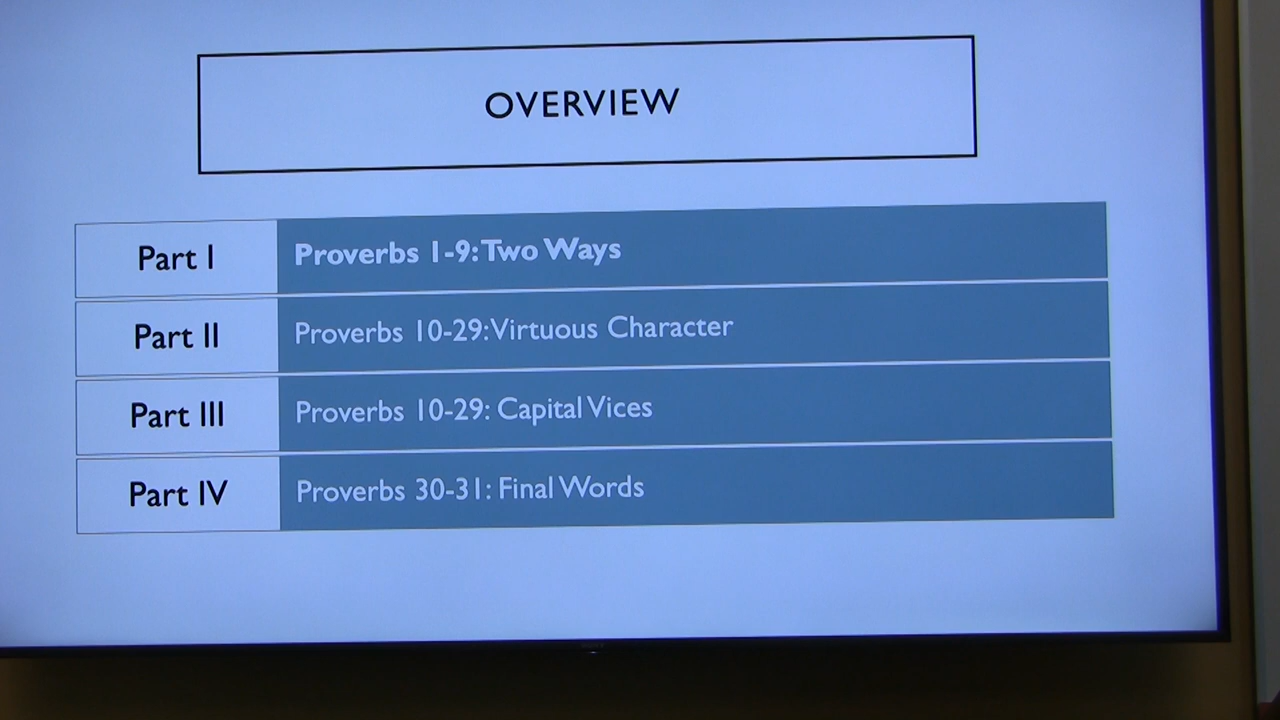 OVERVIEW
Part I Proverbs 1-9: Two Ways
Part II Proverbs 10-29: Virtuous Character
Part III Proverbs 10-29: Capital Vices
Part IV Proverbs 30-31: Final Words